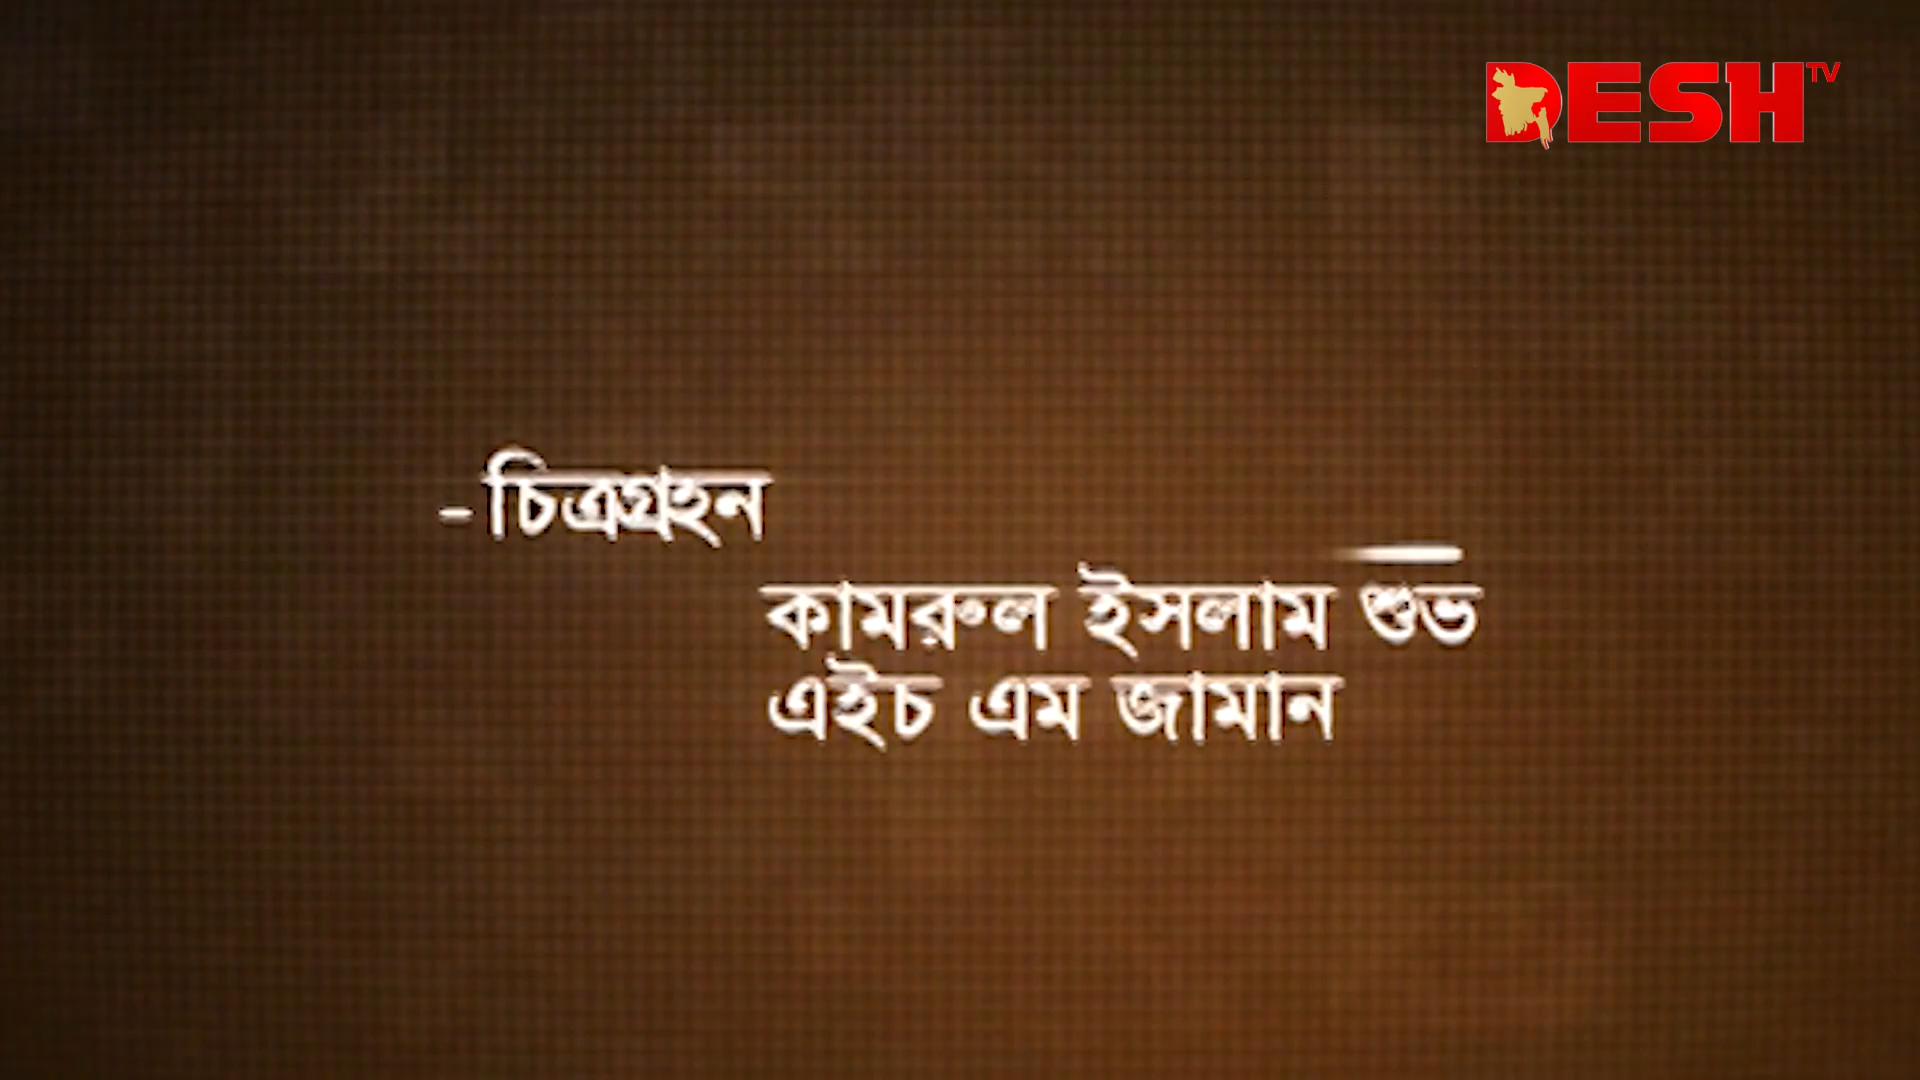 DESH TV
- চিত্রগ্রহন
কামরুল ইসলাম শুভ
এইচ এম জামান